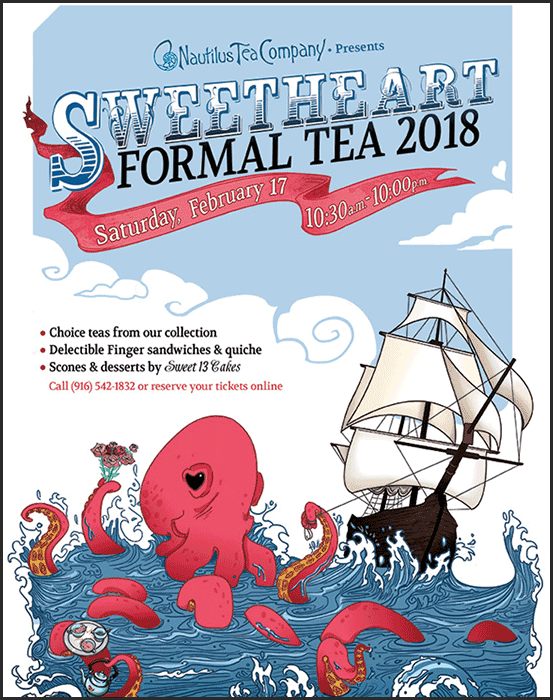 Nautilus Tea Company • Presents
SWEETHEART
FORMAL TEA 2018
Saturday, February 17
10:30a.m.-10:00p.m
• Choice teas from our collection
• Delectible Finger sandwiches & quiche
• Scones & desserts by Sweet 13 Cakes
Call (916) 542-1832 or reserve your tickets online